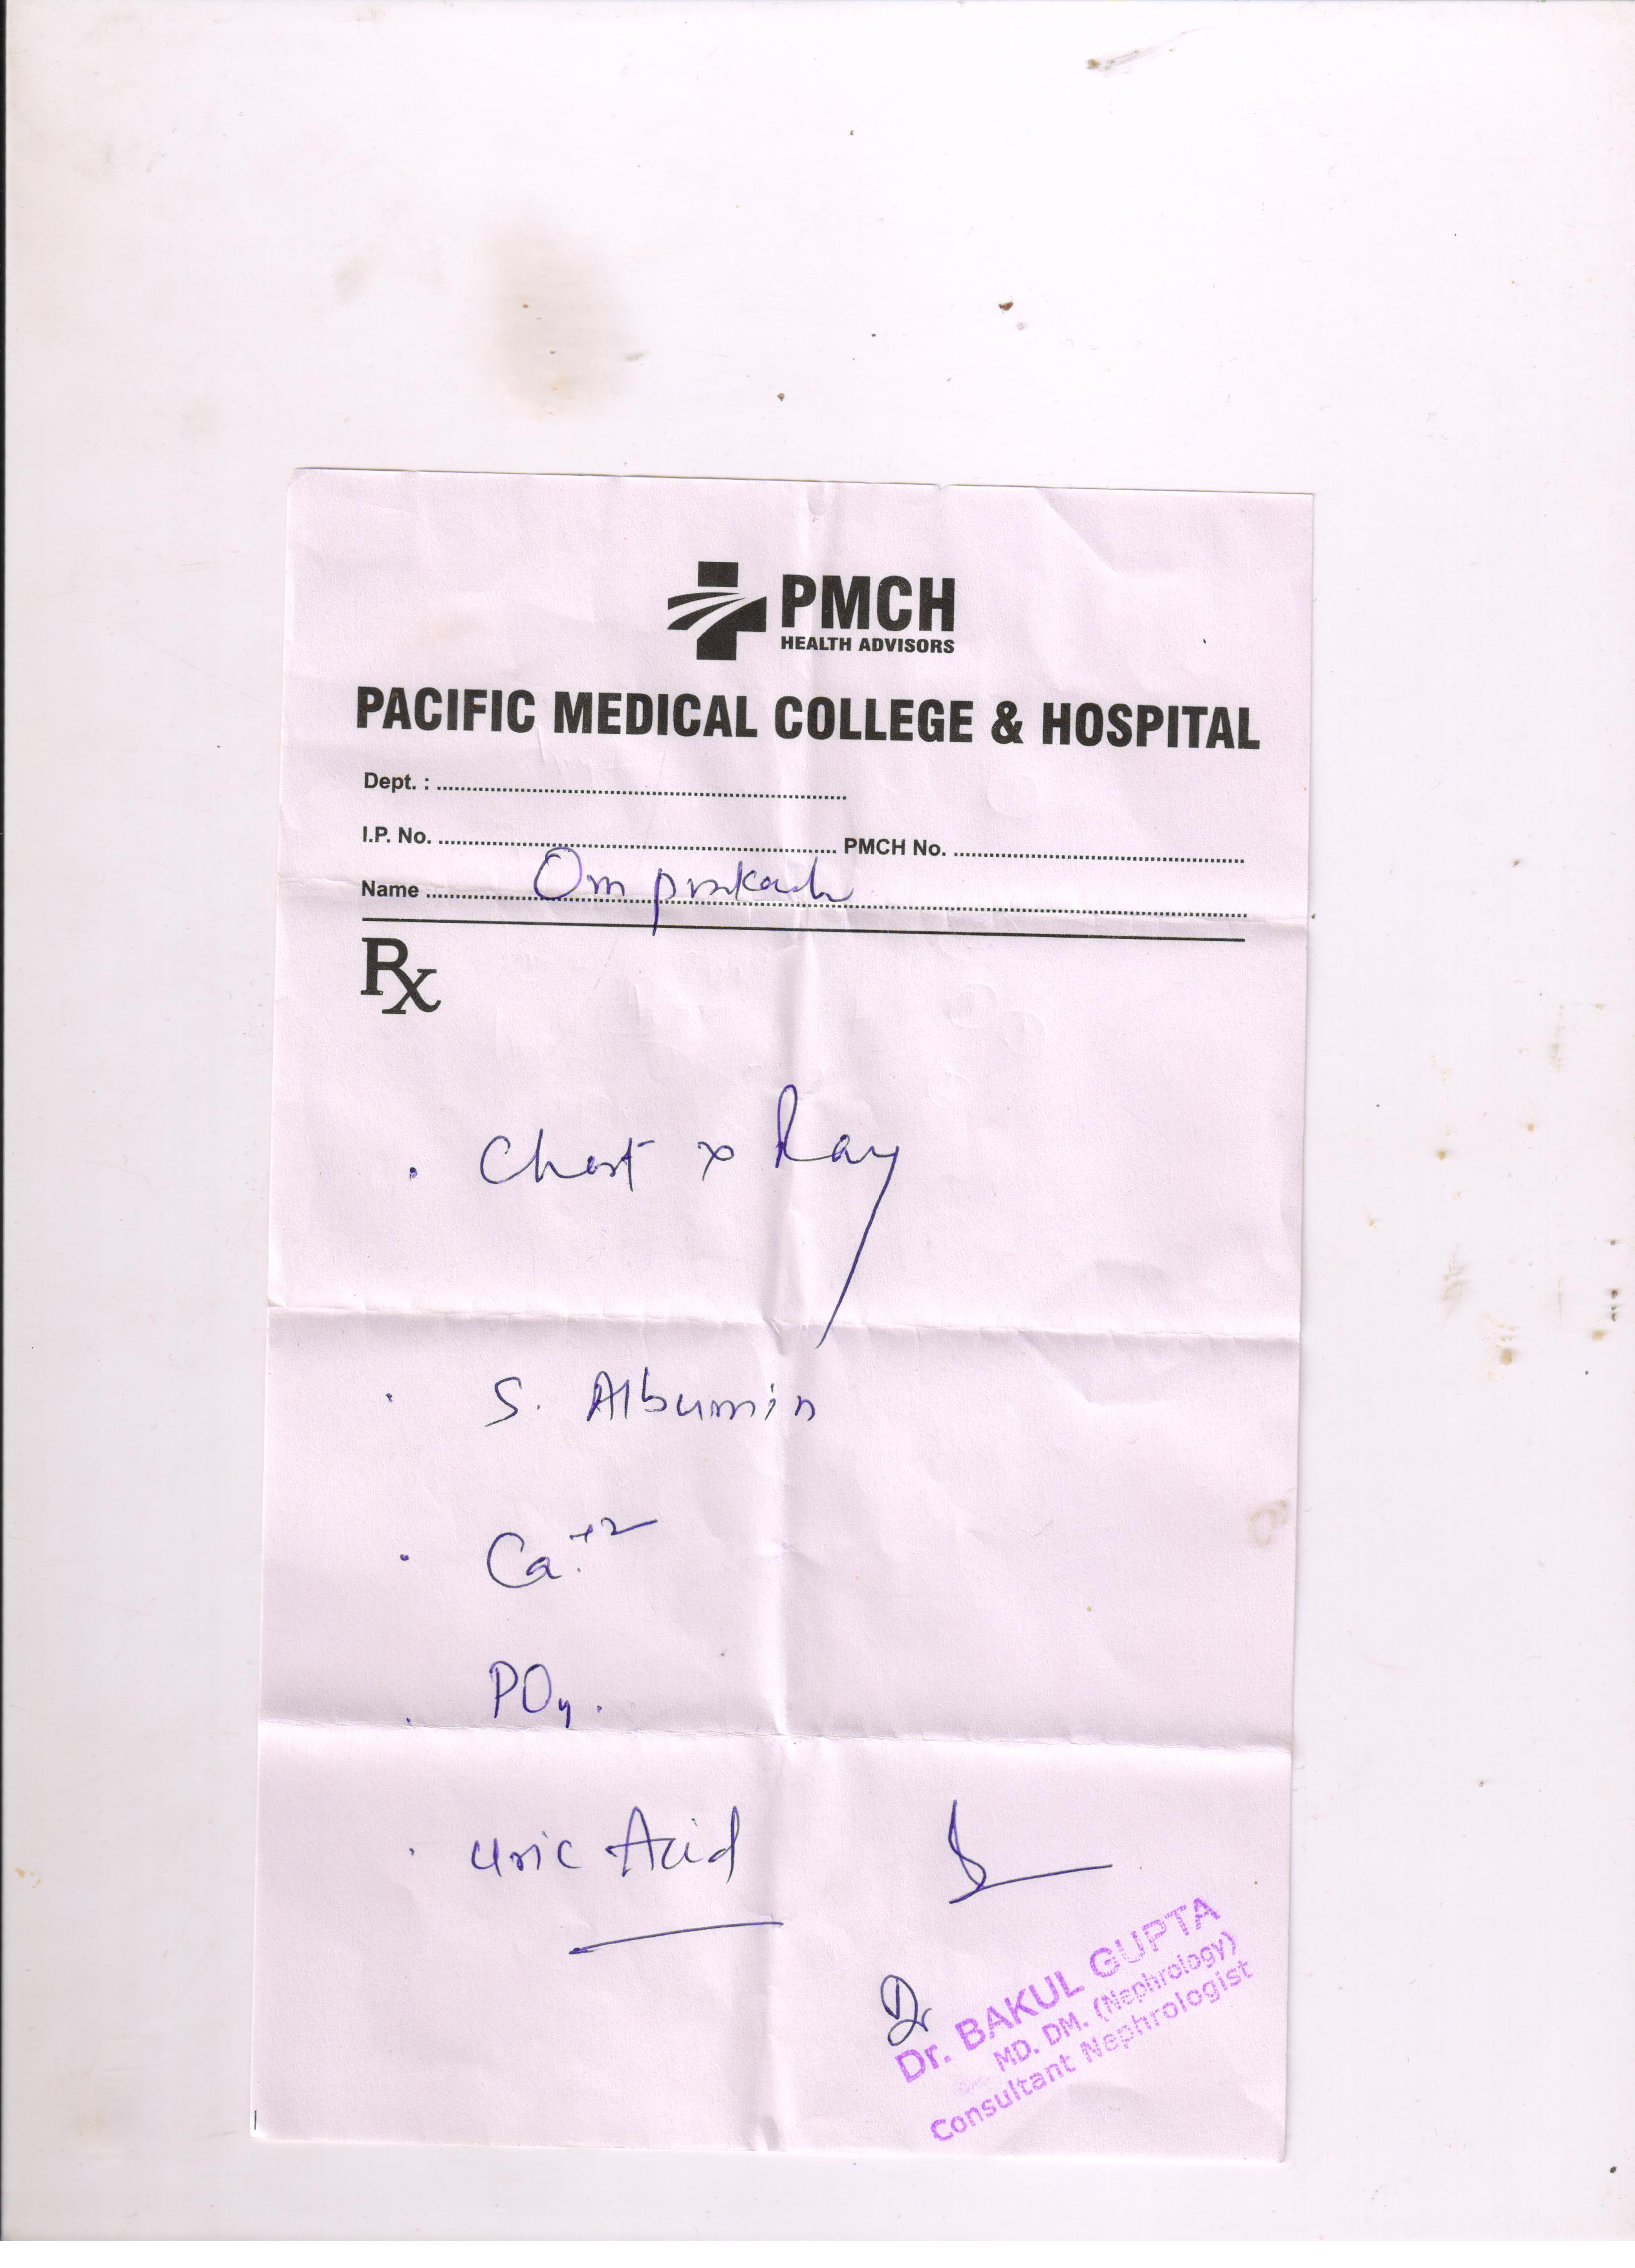 PMCH
HEALTH ADVISORS
PACIFIC MEDICAL COLLEGE & HOSPITAL
Dept. : ........................................................
I.P. No. ........................................................ PMCH No. ........................................
Name ........ Om prakash ........................................
Rx
. Chest x Ray
. S. Albumin
. Ca.+2
. PO4.
. Uric Acid
Dr
Dr. BAKUL GUPTA
MD. DM. (Nephrology)
Consultant Nephrologist